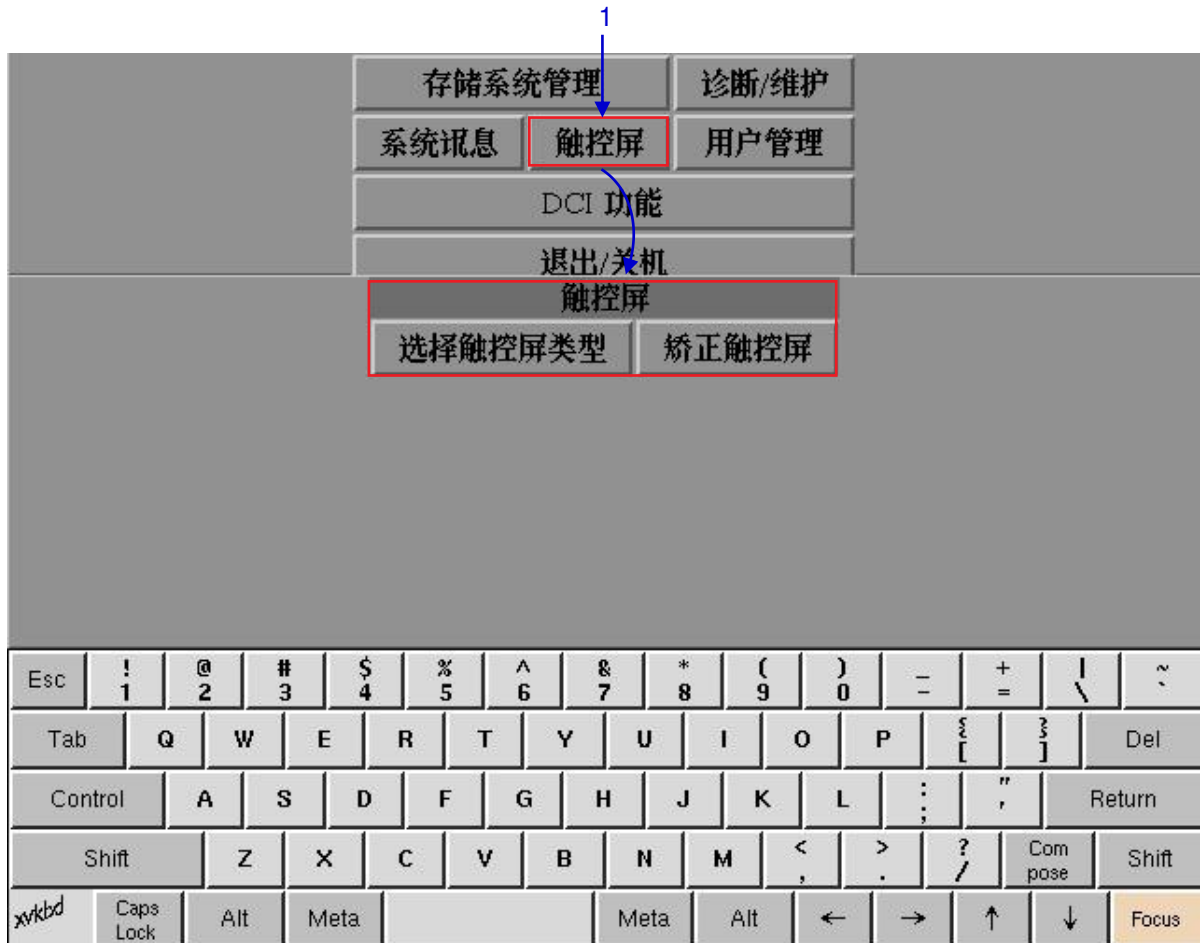 1
存储系统管理 诊断/维护
系统讯息 触控屏 用户管理
DCI 功能
退出/关机
触控屏
选择触控屏类型 矫正触控屏
Esc ! 1 @ 2 # 3 $ 4 % 5 ^ 6 & 7 * 8 ( 9 ) 0 _ - + = | \ ~ `
Tab Q W E R T Y U I O P { [ } ] Del
Control A S D F G H J K L : ; " ' Return
Shift Z X C V B N M < , > . ? / Com pose Shift
xvkbd Caps Lock Alt Meta Meta Alt ← → ↑ ↓ Focus